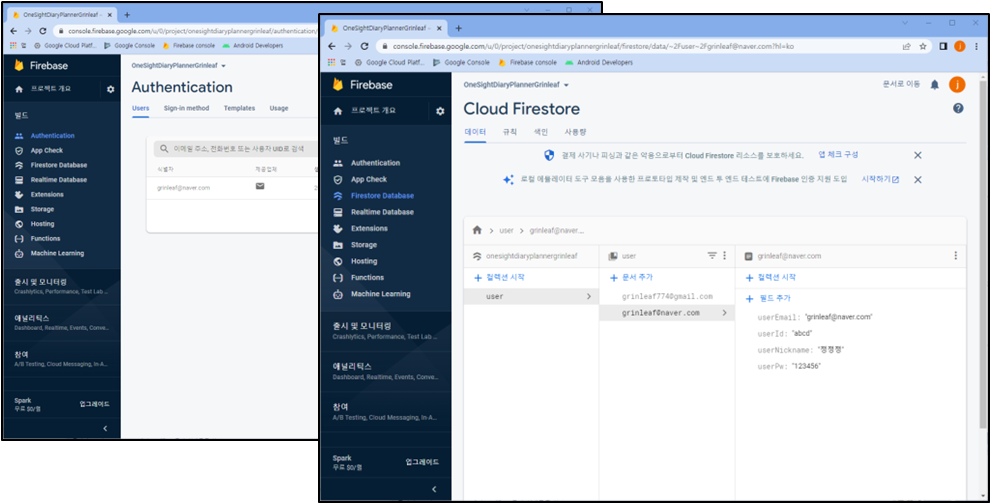 OneSightDiaryPlannerGrinleaf –
console.firebase.google.com/u/0/project/onesightdiaryplannergrinleaf/authentication/
Google Cloud Platf...
Google Console
Firebase console
Android Developers
Firebase
프로젝트 개요
빌드
Authentication
App Check
Firestore Database
Realtime Database
Extensions
Storage
Hosting
Functions
Machine Learning
출시 및 모니터링
Crashlytics, Performance, Test Lab ...
애널리틱스
Dashboard, Realtime, Events, Conve...
참여
A/B Testing, Cloud Messaging, In-A...
Spark
무료 $0/월
업그레이드
OneSightDiaryPlannerGrinleaf
Authentication
Users
Sign-in method
Templates
Usage
이메일 주소, 전화번호 또는 사용자 UID로 검색
식별자
제공업체
grinleaf@naver.com
OneSightDiaryPlannerGrinleaf –
console.firebase.google.com/u/0/project/onesightdiaryplannergrinleaf/firestore/data/~2Fuser~2Fgrinleaf@naver.com?hl=ko
Google Cloud Platf...
Google Console
Firebase console
Android Developers
Firebase
프로젝트 개요
빌드
Authentication
App Check
Firestore Database
Realtime Database
Extensions
Storage
Hosting
Functions
Machine Learning
출시 및 모니터링
Crashlytics, Performance, Test Lab ...
애널리틱스
Dashboard, Realtime, Events, Conve...
참여
A/B Testing, Cloud Messaging, In-A...
Spark
무료 $0/월
업그레이드
OneSightDiaryPlannerGrinleaf
문서로 이동
Cloud Firestore
데이터
규칙
색인
사용량
결제 사기나 피싱과 같은 악용으로부터 Cloud Firestore 리소스를 보호하세요.
앱 체크 구성
로컬 에뮬레이터 도구 모음을 사용한 프로토타입 제작 및 엔드 투 엔드 테스트에 Firebase 인증 지원 도입
시작하기
user
grinleaf@naver....
onesightdiaryplannergrinleaf
user
grinleaf@naver.com
+ 컬렉션 시작
+ 문서 추가
+ 컬렉션 시작
user
grinleaf774@gmail.com
grinleaf@naver.com
+ 필드 추가
userEmail: "grinleaf@naver.com"
userId: "abcd"
userNickname: "쩡쩡쩡"
userPw: "123456"